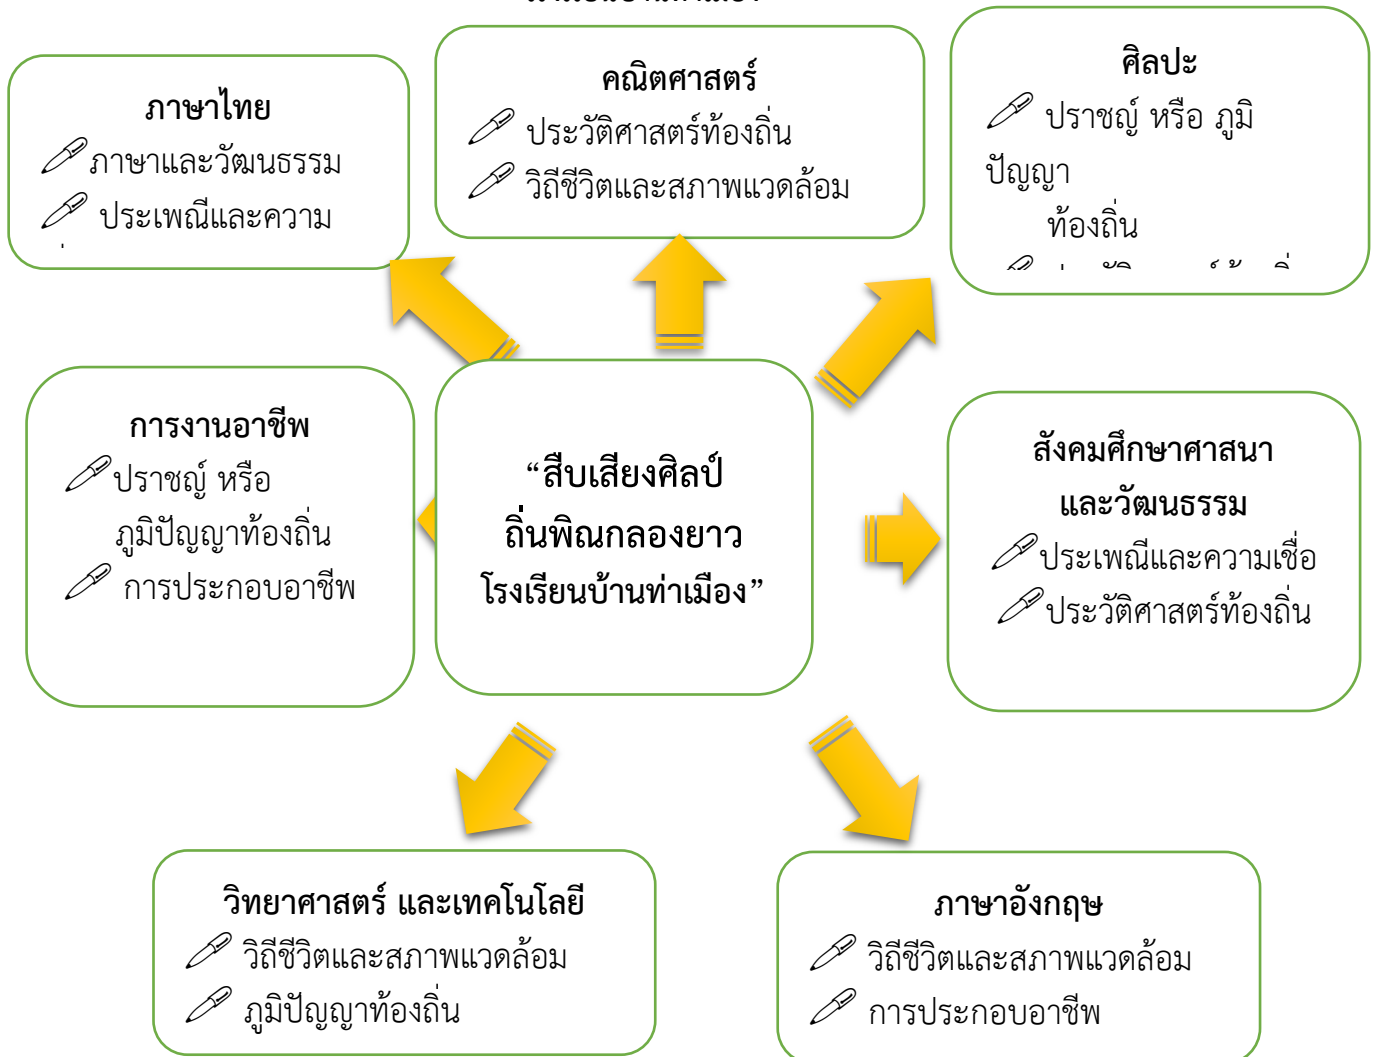 ภาษาไทย
ภาษาและวัฒนธรรม
ประเพณีและความ
คณิตศาสตร์
ประวัติศาสตร์ท้องถิ่น
วิถีชีวิตและสภาพแวดล้อม
ศิลปะ
ปราชญ์ หรือ ภูมิ
ปัญญา
ท้องถิ่น
การงานอาชีพ
ปราชญ์ หรือ
ภูมิปัญญาท้องถิ่น
การประกอบอาชีพ
“สืบเสียงศิลป์
ถิ่นพิณกลองยาว
โรงเรียนบ้านท่าเมือง”
สังคมศึกษาศาสนา
และวัฒนธรรม
ประเพณีและความเชื่อ
ประวัติศาสตร์ท้องถิ่น
วิทยาศาสตร์ และเทคโนโลยี
วิถีชีวิตและสภาพแวดล้อม
ภูมิปัญญาท้องถิ่น
ภาษาอังกฤษ
วิถีชีวิตและสภาพแวดล้อม
การประกอบอาชีพ